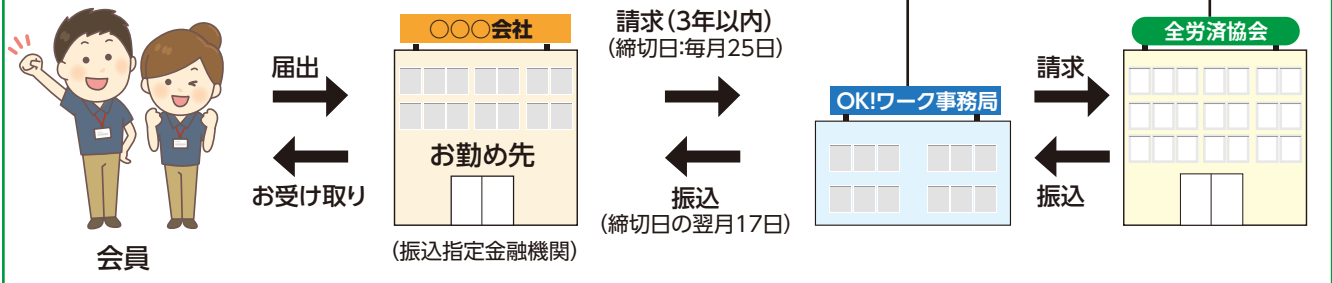 会員
届出
お受け取り
○○○会社
お勤め先
(振込指定金融機関)
請求(3年以内)
(締切日:毎月25日)
振込
(締切日の翌月17日)
OK!ワーク事務局
請求
振込
全労済協会